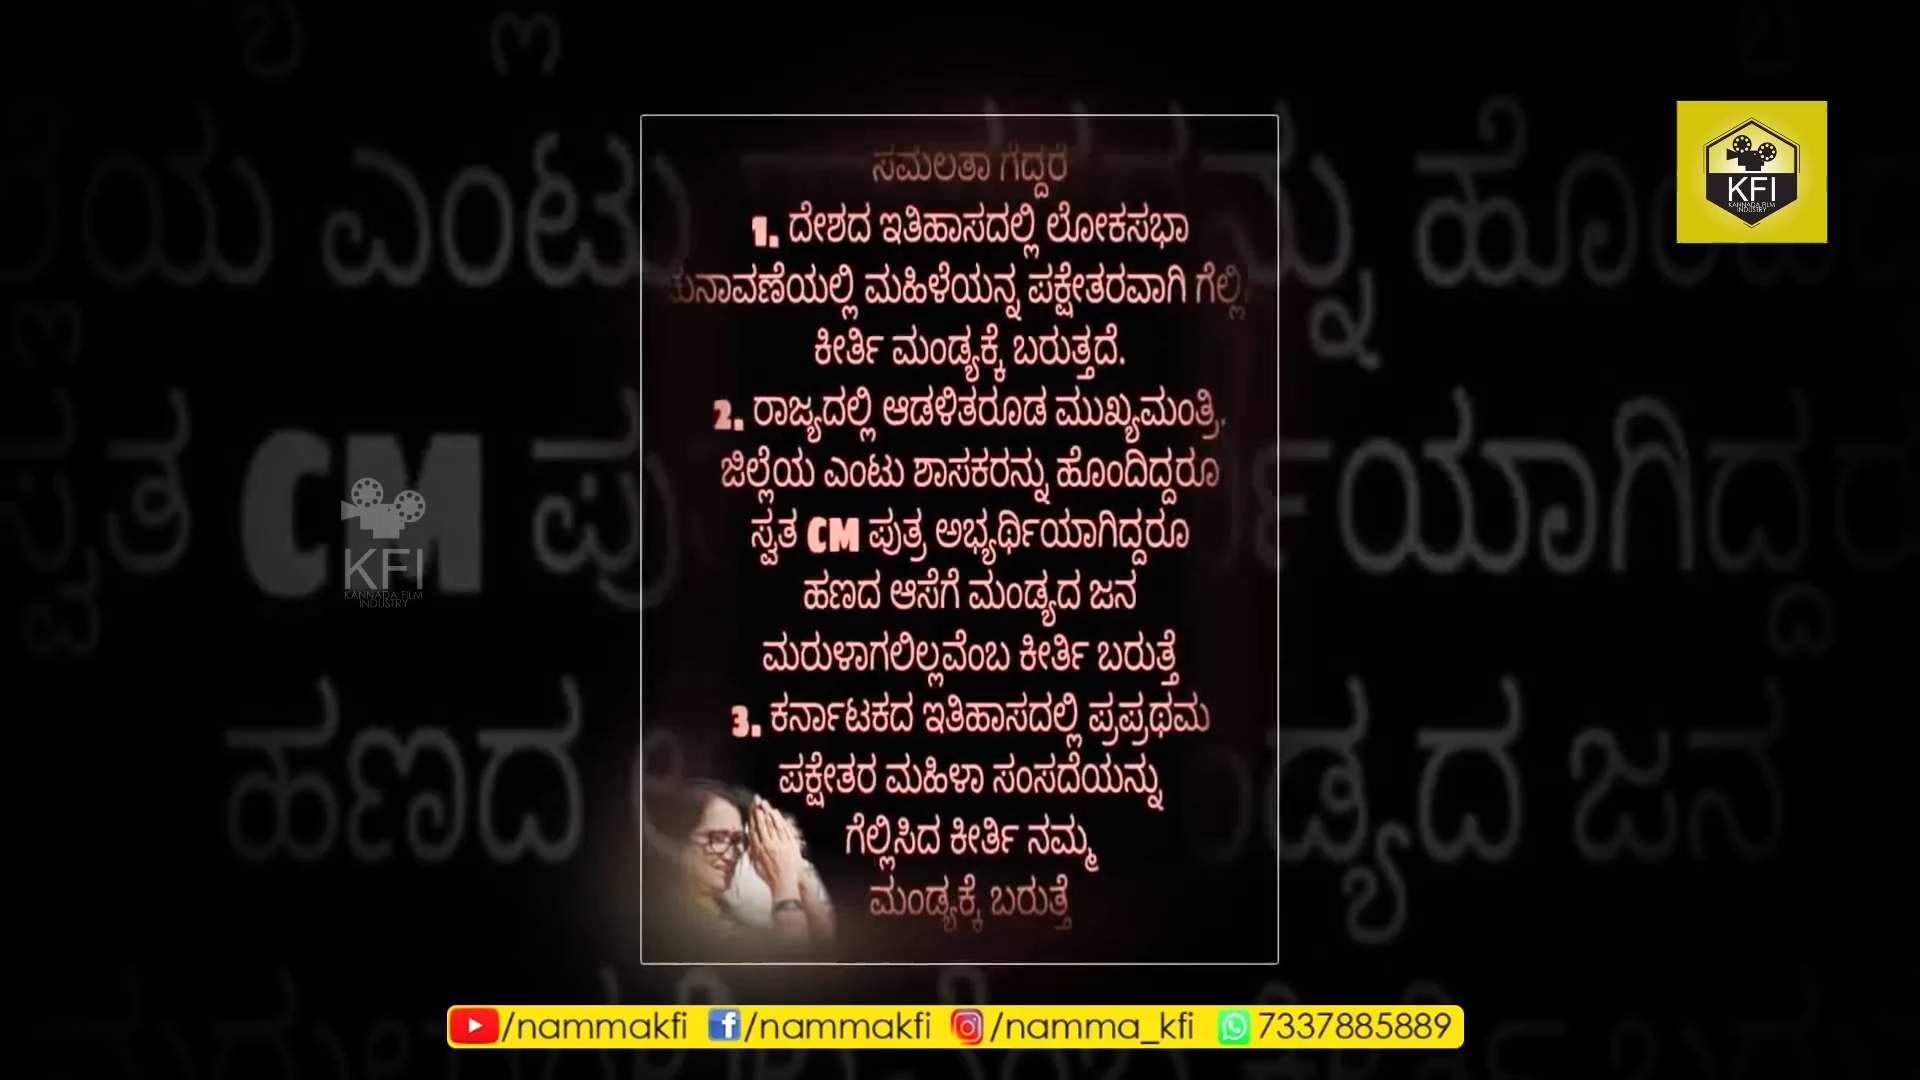 ಸಮಲತಾ ಗೆದ್ದರೆ
1. ದೇಶದ ಇತಿಹಾಸದಲ್ಲಿ ಲೋಕಸಭಾ
ಚುನಾವಣೆಯಲ್ಲಿ ಮಹಿಳೆಯನ್ನ ಪಕ್ಷೇತರವಾಗಿ ಗೆಲ್ಲಿ
ಕೀರ್ತಿ ಮಂಡ್ಯಕ್ಕೆ ಬರುತ್ತದೆ.
2. ರಾಜ್ಯದಲ್ಲಿ ಆಡಳಿತರೂಡ ಮುಖ್ಯಮಂತ್ರಿ,
ಜಿಲ್ಲೆಯ ಎಂಟು ಶಾಸಕರನ್ನು ಹೊಂದಿದ್ದರೂ
ಸ್ವತ CM ಪುತ್ರ ಅಭ್ಯರ್ಥಿಯಾಗಿದ್ದರೂ
ಹಣದ ಆಸೆಗೆ ಮಂಡ್ಯದ ಜನ
ಮರುಳಾಗಲಿಲ್ಲವೆಂಬ ಕೀರ್ತಿ ಬರುತ್ತೆ
3. ಕರ್ನಾಟಕದ ಇತಿಹಾಸದಲ್ಲಿ ಪ್ರಪ್ರಥಮ
ಪಕ್ಷೇತರ ಮಹಿಳಾ ಸಂಸದೆಯನ್ನು
ಗೆಲ್ಲಿಸಿದ ಕೀರ್ತಿ ನಮ್ಮ
ಮಂಡ್ಯಕ್ಕೆ ಬರುತ್ತೆ
KFI
KANNADA FILM
INDUSTRY
KFI
KANNADA FILM
INDUSTRY
/nammakfi /nammakfi /namma_kfi 7337885889